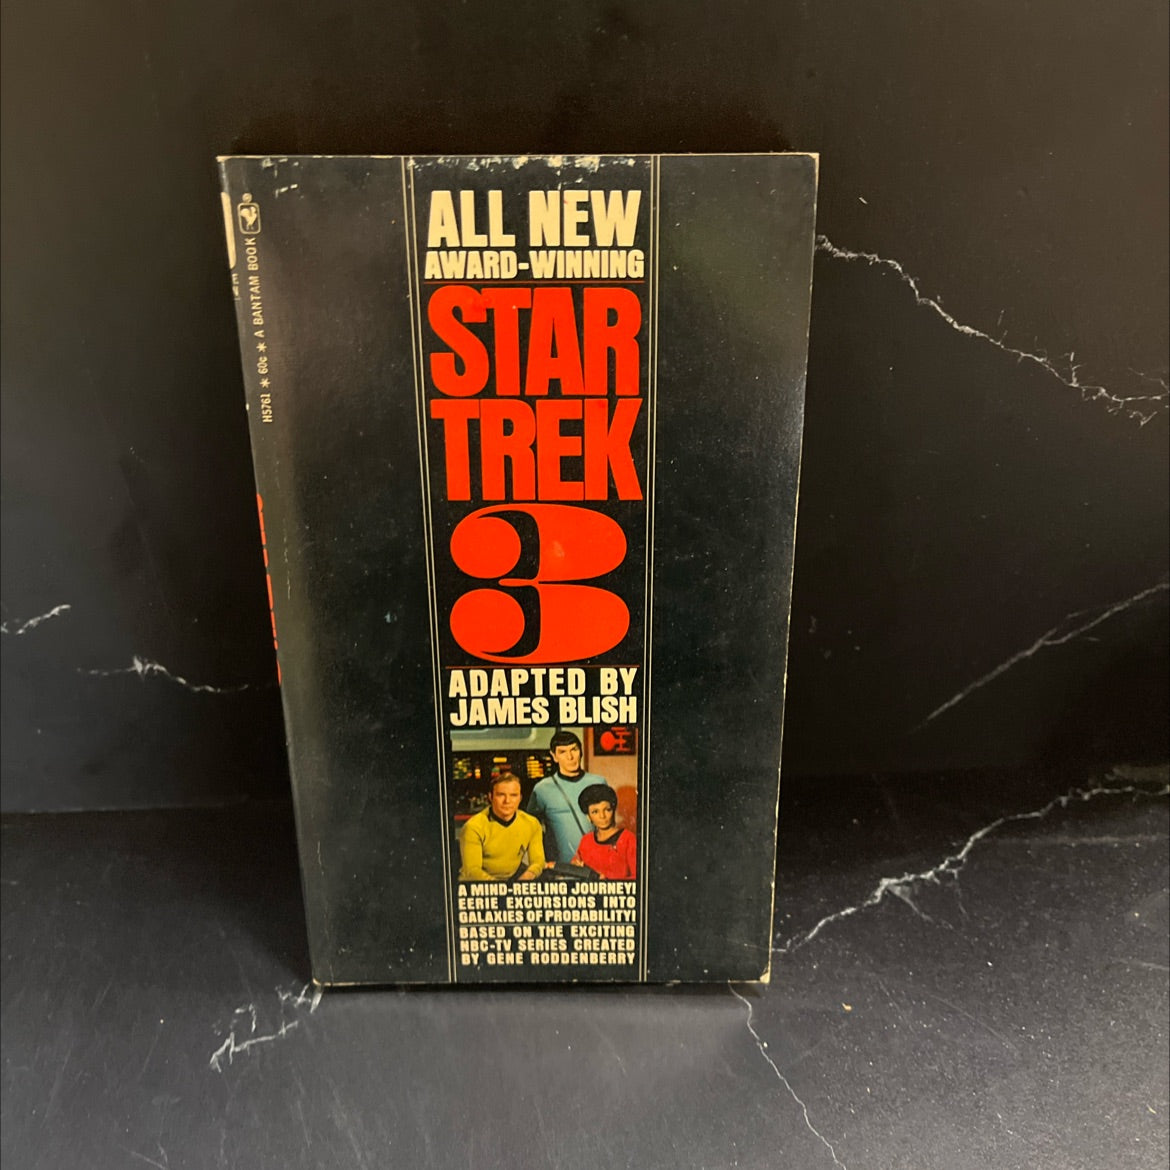 ALL NEW
AWARD-WINNING
STAR
TREK
3
ADAPTED BY
JAMES BLISH
A MIND-REELING JOURNEY!
EERIE EXCURSIONS INTO
GALAXIES OF PROBABILITY!
BASED ON THE EXCITING
NBC-TV SERIES CREATED
BY GENE RODDENBERRY
H5761 * 60¢ * A BANTAM BOOK ®